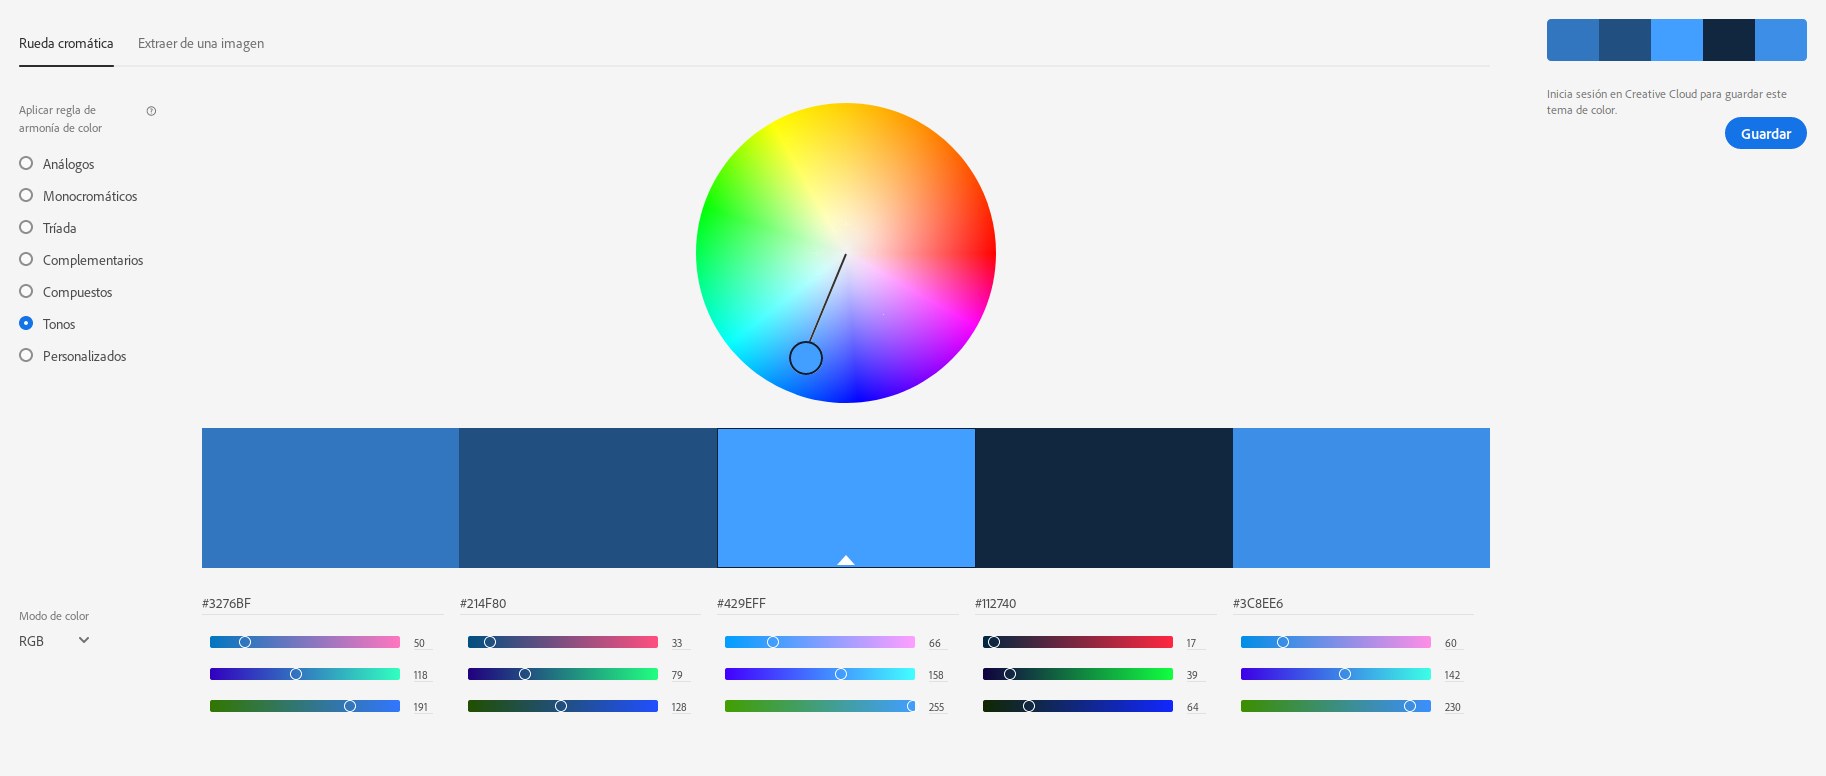 Rueda cromática
Extraer de una imagen
Inicia sesión en Creative Cloud para guardar este
tema de color.
Guardar
Aplicar regla de
armonía de color
Análogos
Monocromáticos
Tríada
Complementarios
Compuestos
Tonos
Personalizados
Modo de color
RGB
#3276BF
50
118
191
#214F80
33
79
128
#429EFF
66
158
255
#112740
17
39
64
#3C8EE6
60
142
230